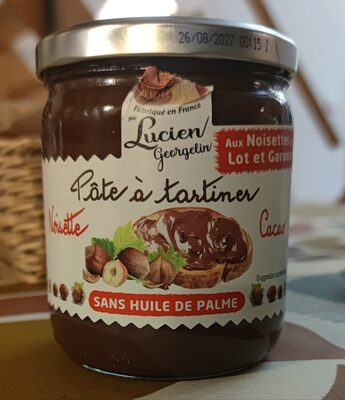 26/08/2027 00:15
Fabriqué en France
par
Lucien
Georgelin
Aux Noisettes
Lot et Garonne
Pâte à tartiner
Noisette
Cacao
SANS HUILE DE PALME